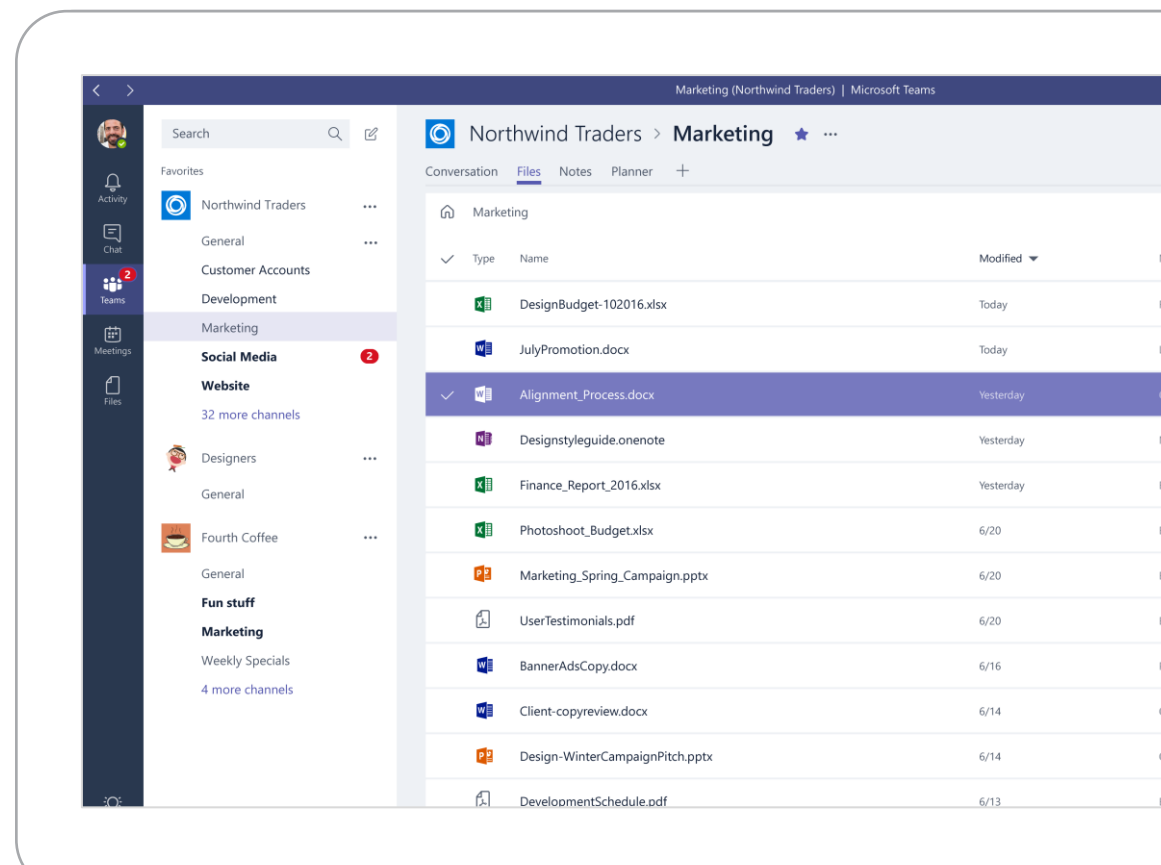 Marketing (Northwind Traders) | Microsoft Teams
Search
Northwind Traders > Marketing
Activity
Chat
2
Teams
Meetings
Files
Favorites
Northwind Traders
General
Customer Accounts
Development
Marketing
Social Media 2
Website
32 more channels
Designers
General
Fourth Coffee
General
Fun stuff
Marketing
Weekly Specials
4 more channels
Conversation Files Notes Planner
Marketing
Type Name Modified
DesignBudget-102016.xlsx Today
JulyPromotion.docx Today
Alignment_Process.docx Yesterday
Designstyleguide.onenote Yesterday
Finance_Report_2016.xlsx Yesterday
Photoshoot_Budget.xlsx 6/20
Marketing_Spring_Campaign.pptx 6/20
UserTestimonials.pdf 6/20
BannerAdsCopy.docx 6/16
Client-copyreview.docx 6/14
Design-WinterCampaignPitch.pptx 6/14
DevelopmentSchedule.pdf 6/13